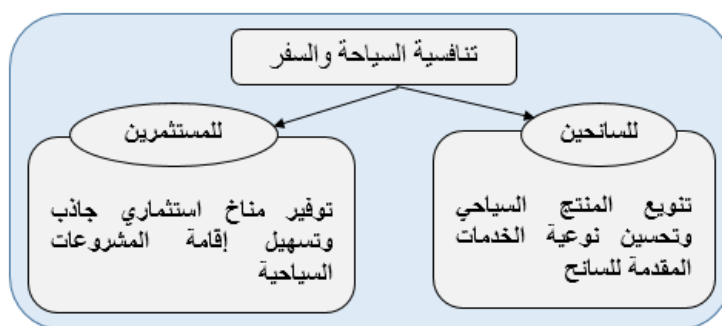 تنافسية السياحة والسفر
للسائحين
تنويع المنتج السياحي
وتحسين نوعية الخدمات
المقدمة للسائح
للمستثمرين
توفير مناخ استثماري جاذب
وتسهيل إقامة المشروعات
السياحية